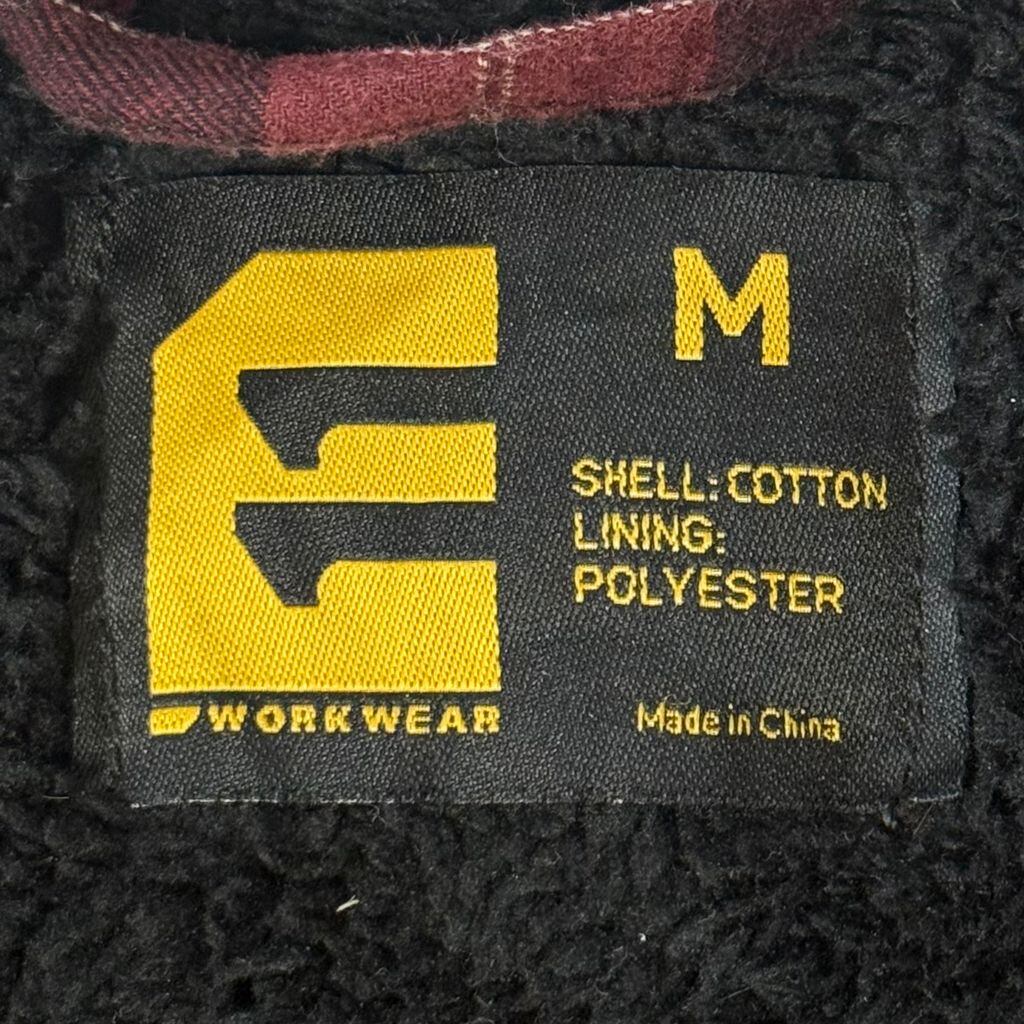 M
SHELL: COTTON
LINING:
POLYESTER
WORKWEAR
Made in China